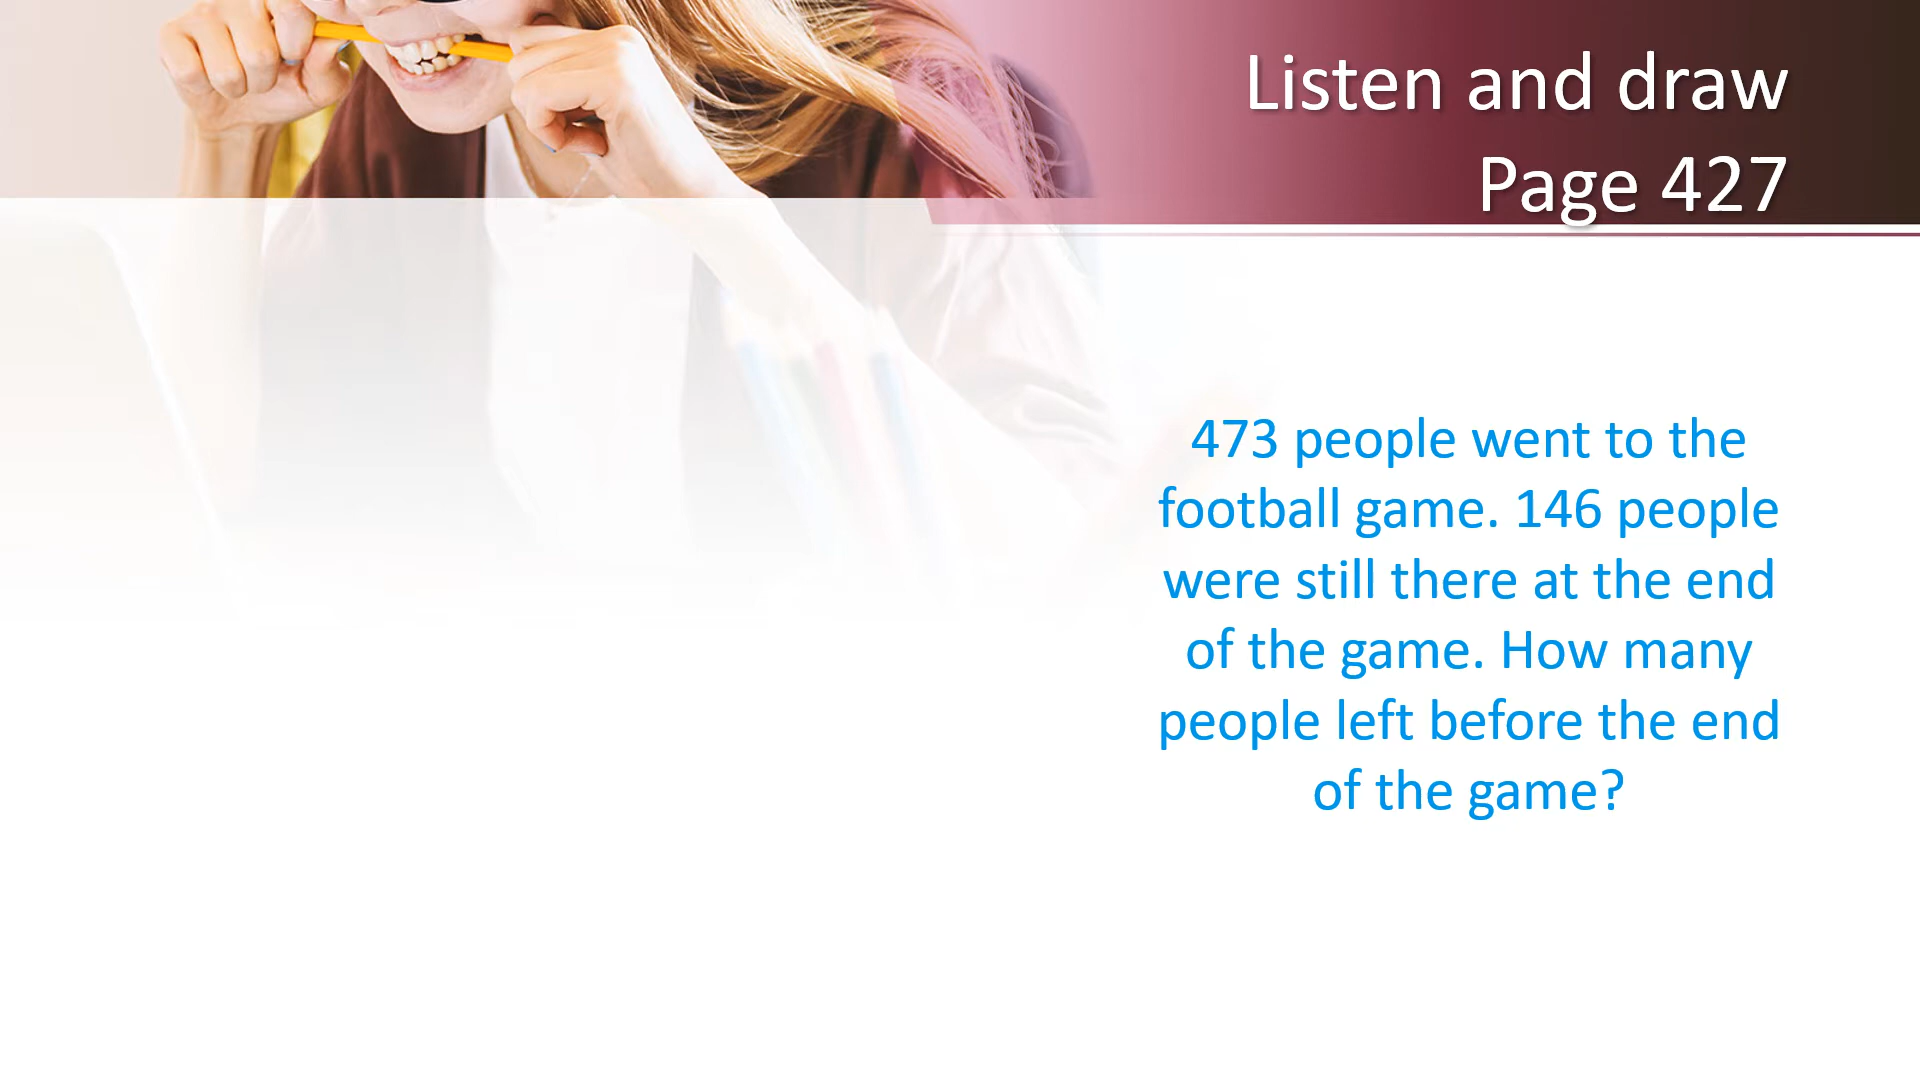 Listen and draw
Page 427
473 people went to the
football game. 146 people
were still there at the end
of the game. How many
people left before the end
of the game?